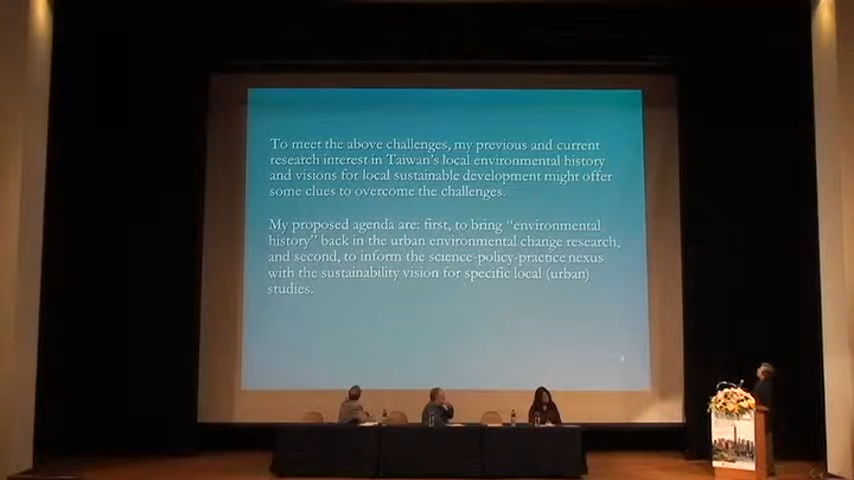 To meet the above challenges, my previous and current
research interest in Taiwan's local environmental history
and visions for local sustainable development might offer
some clues to overcome the challenges.
My proposed agenda are: first, to bring “environmental
history” back in the urban environmental change research,
and second, to inform the science-policy-practice nexus
with the sustainability vision for specific local (urban)
studies.